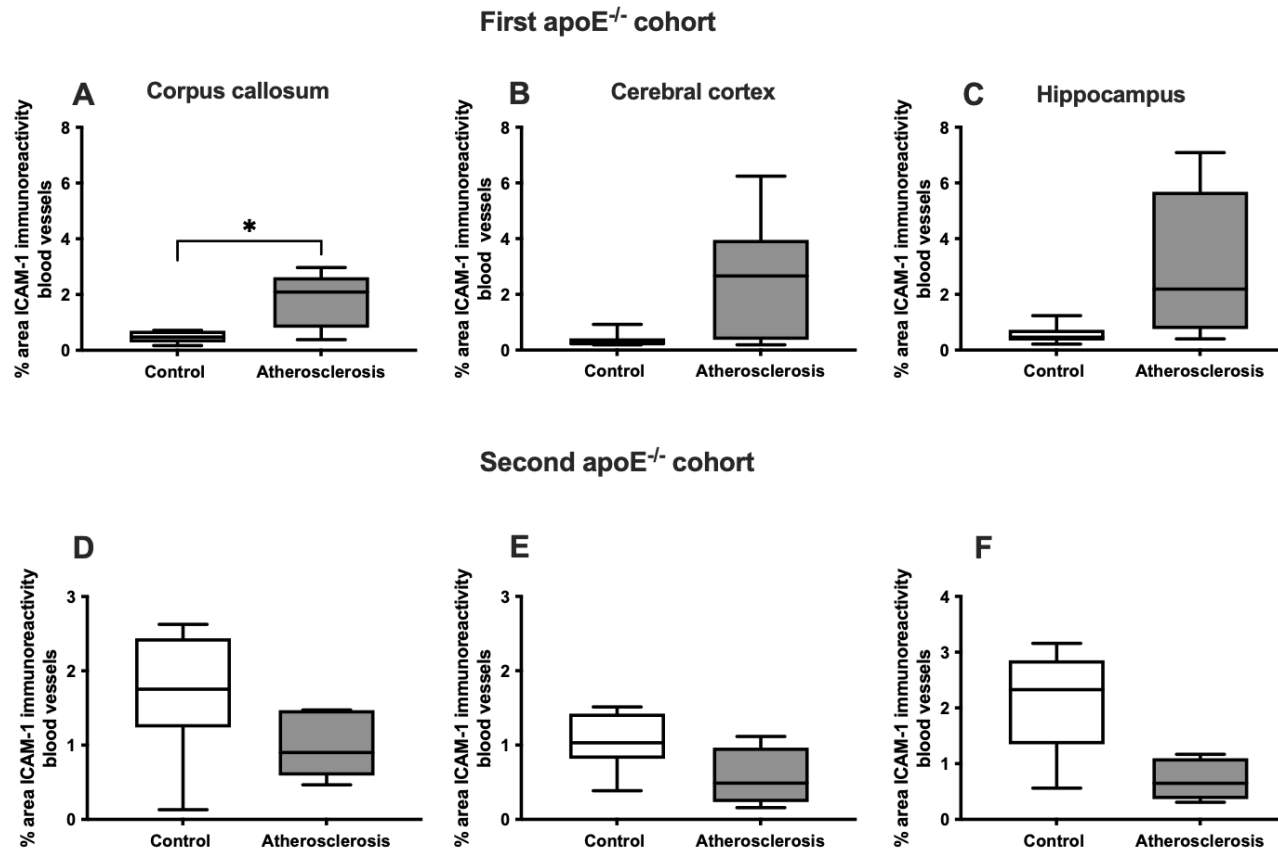 First apoE-/- cohort
A Corpus callosum
% area ICAM-1 immunoreactivity
blood vessels
8
6
4
2
0
*
Control Atherosclerosis
B Cerebral cortex
% area ICAM-1 immunoreactivity
blood vessels
8
6
4
2
0
Control Atherosclerosis
C Hippocampus
% area ICAM-1 immunoreactivity
blood vessels
8
6
4
2
0
Control Atherosclerosis
Second apoE-/- cohort
D
% area ICAM-1 immunoreactivity
blood vessels
3
2
1
0
Control Atherosclerosis
E
% area ICAM-1 immunoreactivity
blood vessels
3
2
1
0
Control Atherosclerosis
F
% area ICAM-1 immunoreactivity
blood vessels
4
3
2
1
0
Control Atherosclerosis